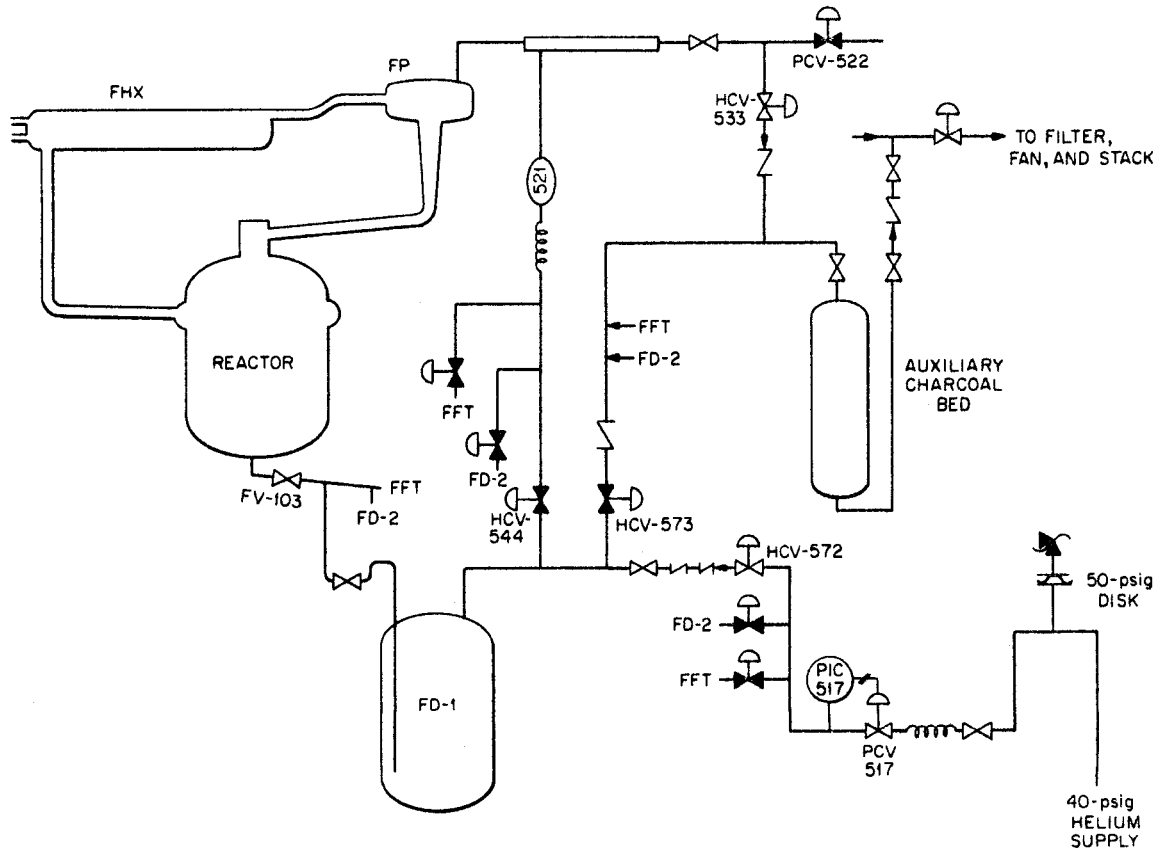 FP
PCV-522
FHX
HCV-
533
TO FILTER,
FAN, AND STACK
521
FFT
FD-2
REACTOR
AUXILIARY
CHARCOAL
BED
FFT
FD-2
FV-103
FFT
FD-2
HCV-
544
HCV-573
HCV-572
50-psig
DISK
FD-2
FFT
PIC
517
FD-1
PCV
517
40-psig
HELIUM
SUPPLY